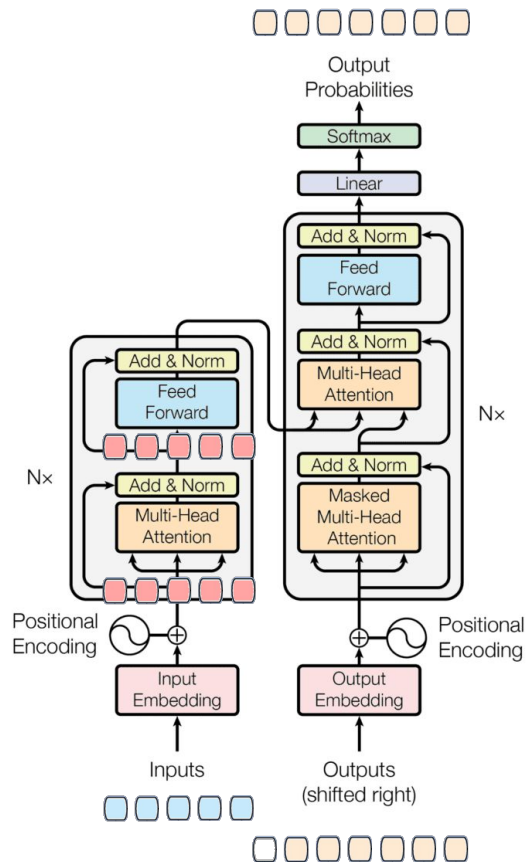 Output
Probabilities
Softmax
Linear
Add & Norm
Feed
Forward
Add & Norm
Multi-Head
Attention
Add & Norm
Masked
Multi-Head
Attention
N×
Positional
Encoding
Output
Embedding
Outputs
(shifted right)
Add & Norm
Feed
Forward
Add & Norm
Multi-Head
Attention
N×
Positional
Encoding
Input
Embedding
Inputs